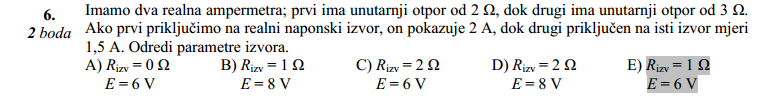 6. Imamo dva realna ampermetra; prvi ima unutarnji otpor od 2 Ω, dok drugi ima unutarnji otpor od 3 Ω.
2 boda Ako prvi priključimo na realni naponski izvor, on pokazuje 2 A, dok drugi priključen na isti izvor mjeri
1,5 A. Odredi parametre izvora.
A) Rizv = 0 Ω B) Rizv = 1 Ω C) Rizv = 2 Ω D) Rizv = 2 Ω E) Rizv = 1 Ω
E = 6 V E = 8 V E = 6 V E = 8 V E = 6 V